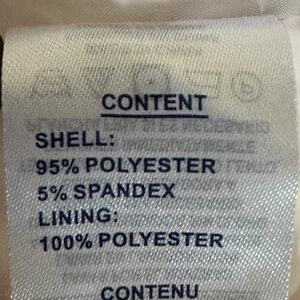 CONTENT
SHELL:
95% POLYESTER
5% SPANDEX
LINING:
100% POLYESTER
CONTENU